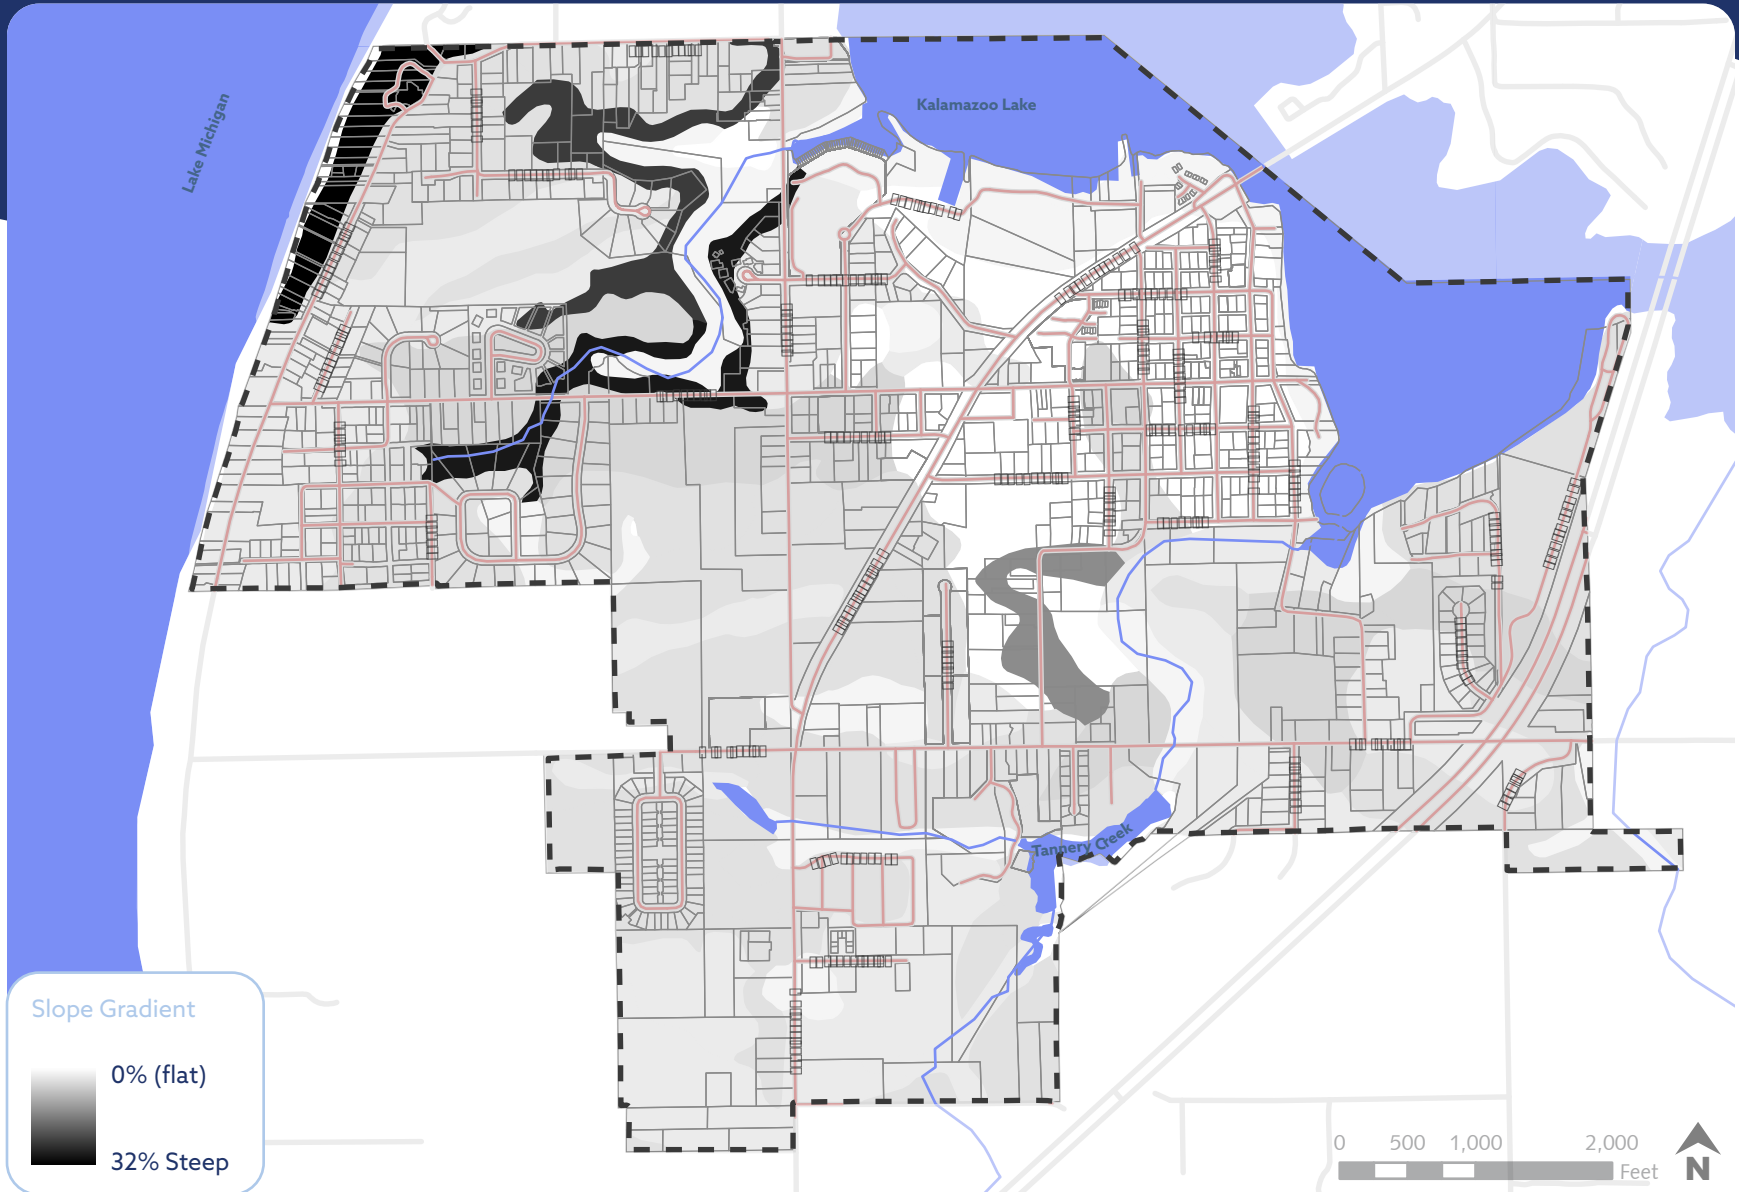 Kalamazoo Lake
Lake Michigan
Tannery Creek
Slope Gradient
0% (flat)
32% Steep
0 500 1,000 2,000
Feet
N